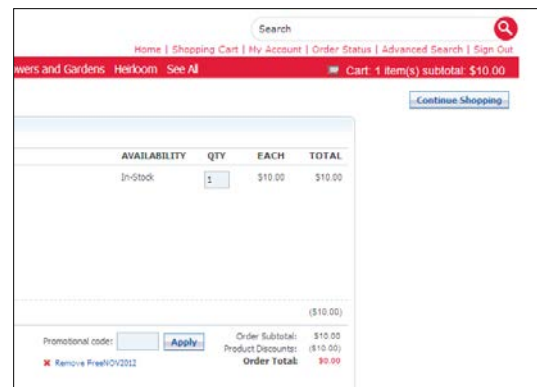 Search
Home | Shopping Cart | My Account | Order Status | Advanced Search | Sign Out
wers and Gardens Heirloom See All Cart: 1 item(s) subtotal: $10.00
Continue Shopping
AVAILABILITY QTY EACH TOTAL
In-Stock 1 $10.00 $10.00
($10.00)
Promotional code: Apply
Remove FreeNOV2012
Order Subtotal: $10.00
Product Discounts: ($10.00)
Order Total: $0.00